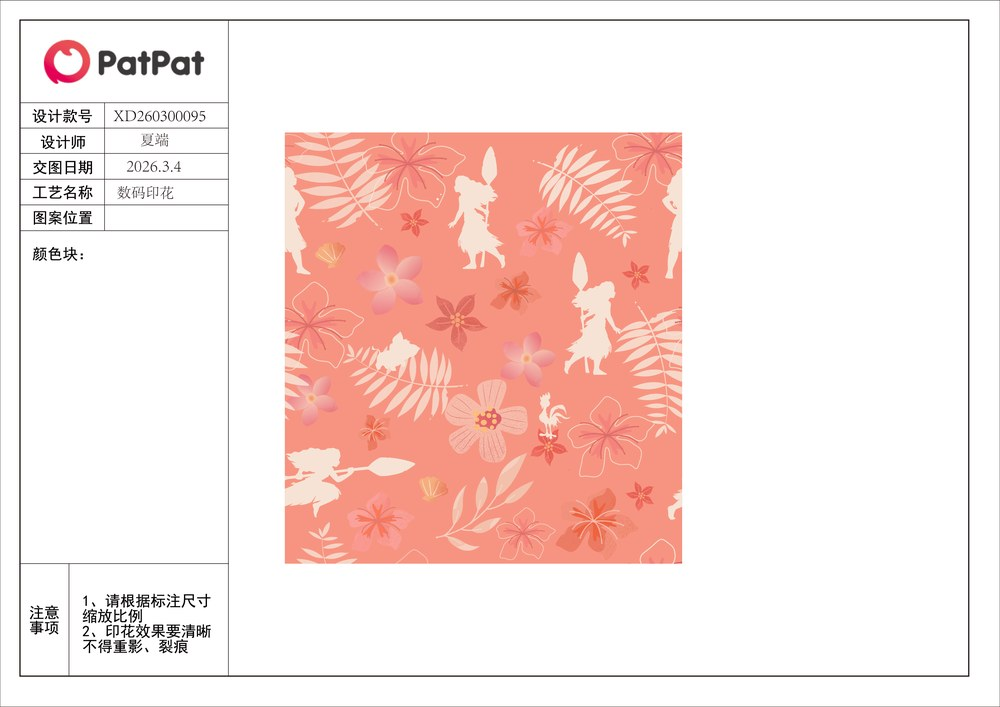 PatPat
设计款号 XD260300095
设计师 夏端
交图日期 2026.3.4
工艺名称 数码印花
图案位置
颜色块：
注意
事项
1、请根据标注尺寸
缩放比例
2、印花效果要清晰
不得重影、裂痕